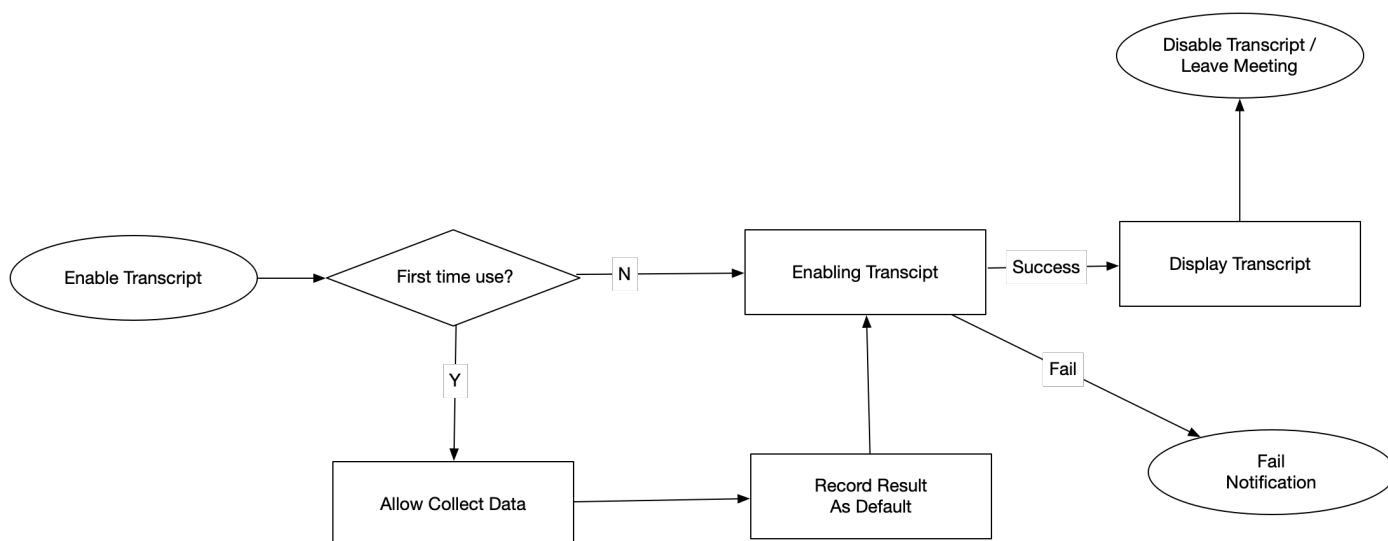 Disable Transcript /
Leave Meeting
Enable Transcript
First time use?
N
Enabling Transcipt
Success
Display Transcript
Y
Fail
Allow Collect Data
Record Result
As Default
Fail
Notification